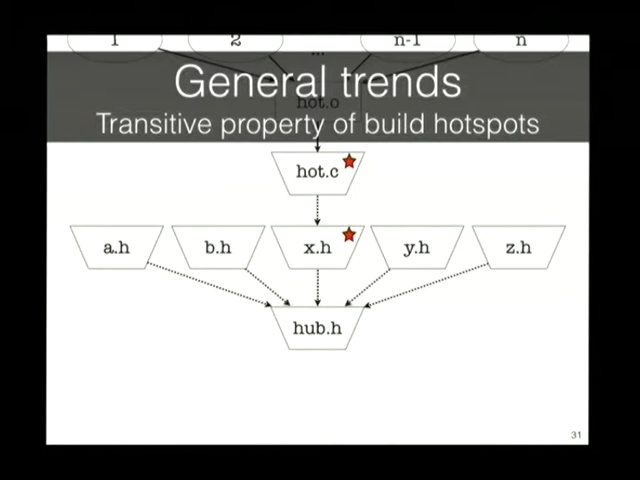 1 2 ... n-1 n
General trends
hot.o
Transitive property of build hotspots
hot.c
a.h b.h x.h y.h z.h
hub.h
31